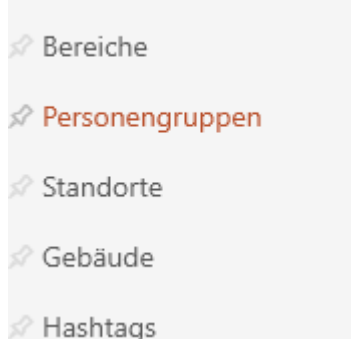 Bereiche
Personengruppen
Standorte
Gebäude
Hashtags